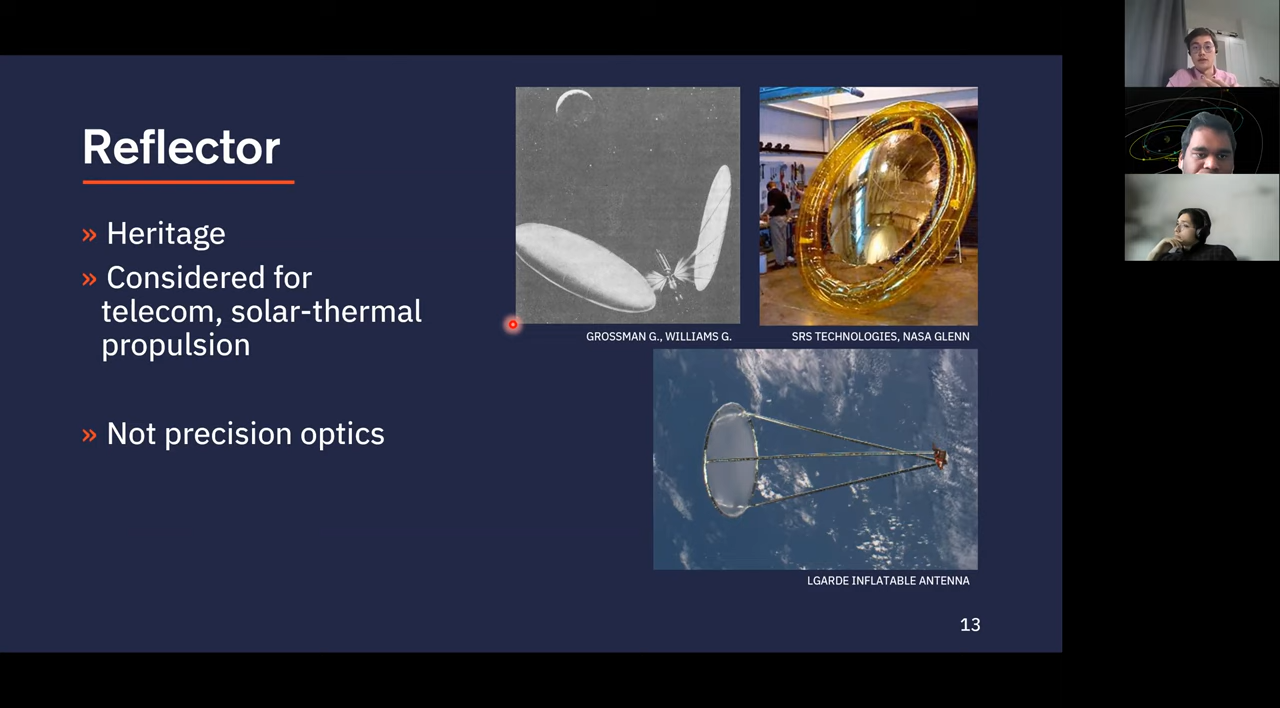 Reflector
» Heritage
» Considered for
telecom, solar-thermal
propulsion
» Not precision optics
GROSSMAN G., WILLIAMS G.
SRS TECHNOLOGIES, NASA GLENN
LGARDE INFLATABLE ANTENNA
13